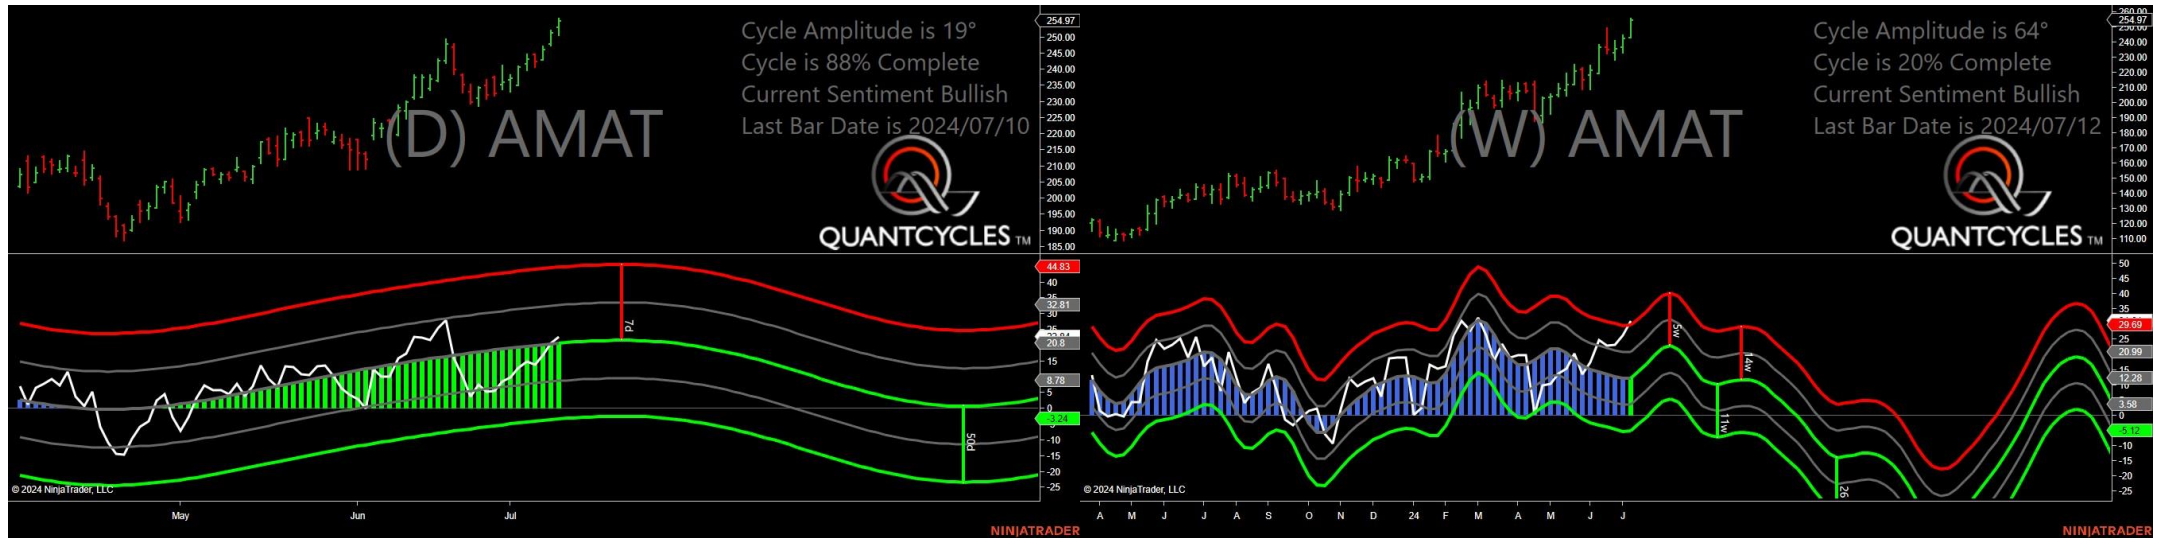 Cycle Amplitude is 19°
Cycle is 88% Complete
Current Sentiment Bullish
Last Bar Date is 2024/07/10
(D) AMAT
QUANTCYCLES TM
254.97
250.00
245.00
240.00
235.00
230.00
225.00
220.00
215.00
210.00
205.00
200.00
195.00
190.00
185.00
44.83
40
35
32.81
30
25
20.8
15
8.78
5
0
-3.24
-5
-10
-15
-20
-25
7d
50d
© 2024 NinjaTrader, LLC
May
Jun
Jul
NINJATRADER
Cycle Amplitude is 64°
Cycle is 20% Complete
Current Sentiment Bullish
Last Bar Date is 2024/07/12
(W) AMAT
QUANTCYCLES TM
260.00
254.97
240.00
230.00
220.00
210.00
200.00
190.00
180.00
170.00
160.00
150.00
140.00
130.00
120.00
110.00
50
45
40
35
29.69
25
20.99
15
12.28
3.58
0
-5.12
-10
-15
-20
-25
5w
14w
11w
26
© 2024 NinjaTrader, LLC
A M J J A S O N D 24 F M A M J J
NINJATRADER